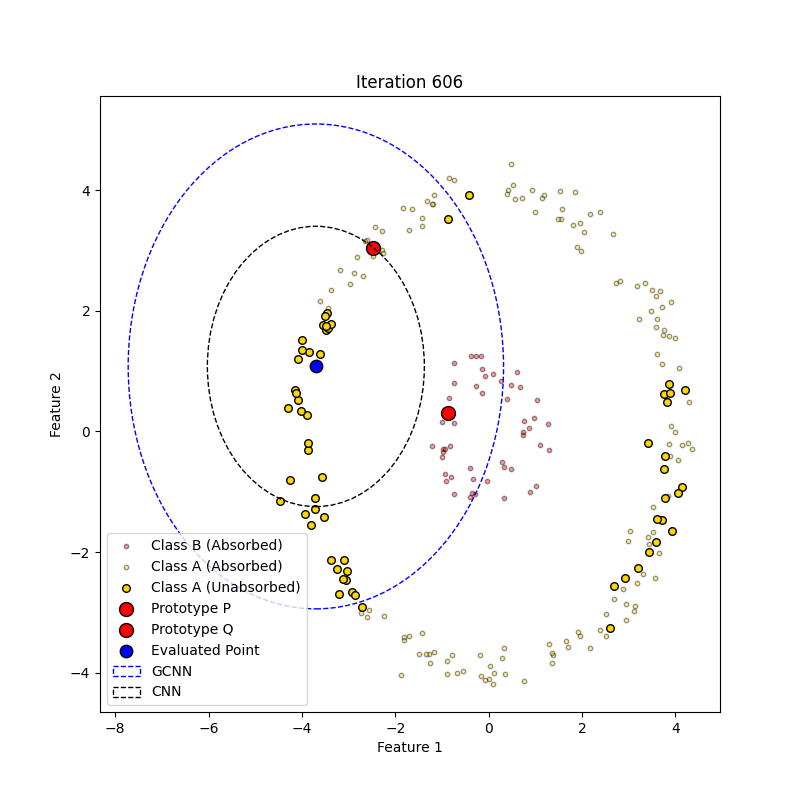 Iteration 606
4
2
0
−2
−4
Feature 2
Class B (Absorbed)
Class A (Absorbed)
Class A (Unabsorbed)
Prototype P
Prototype Q
Evaluated Point
GCNN
CNN
−8 −6 −4 −2 0 2 4
Feature 1